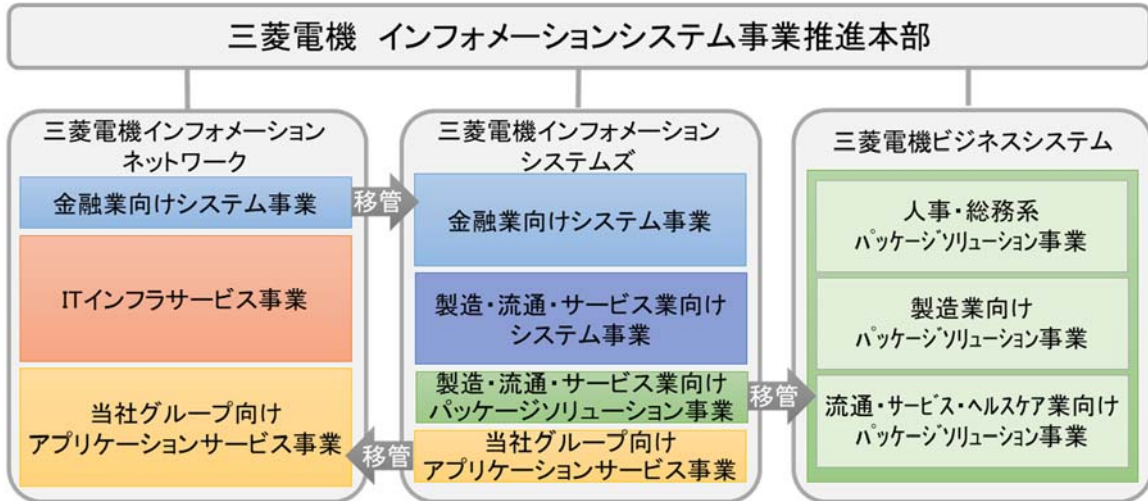 三菱電機 インフォメーションシステム事業推進本部
三菱電機インフォメーション
ネットワーク
金融業向けシステム事業
ITインフラサービス事業
当社グループ向け
アプリケーションサービス事業
移管
移管
三菱電機インフォメーション
システムズ
金融業向けシステム事業
製造・流通・サービス業向け
システム事業
製造・流通・サービス業向け
パッケージソリューション事業
当社グループ向け
アプリケーションサービス事業
移管
三菱電機ビジネスシステム
人事・総務系
パッケージソリューション事業
製造業向け
パッケージソリューション事業
流通・サービス・ヘルスケア業向け
パッケージソリューション事業